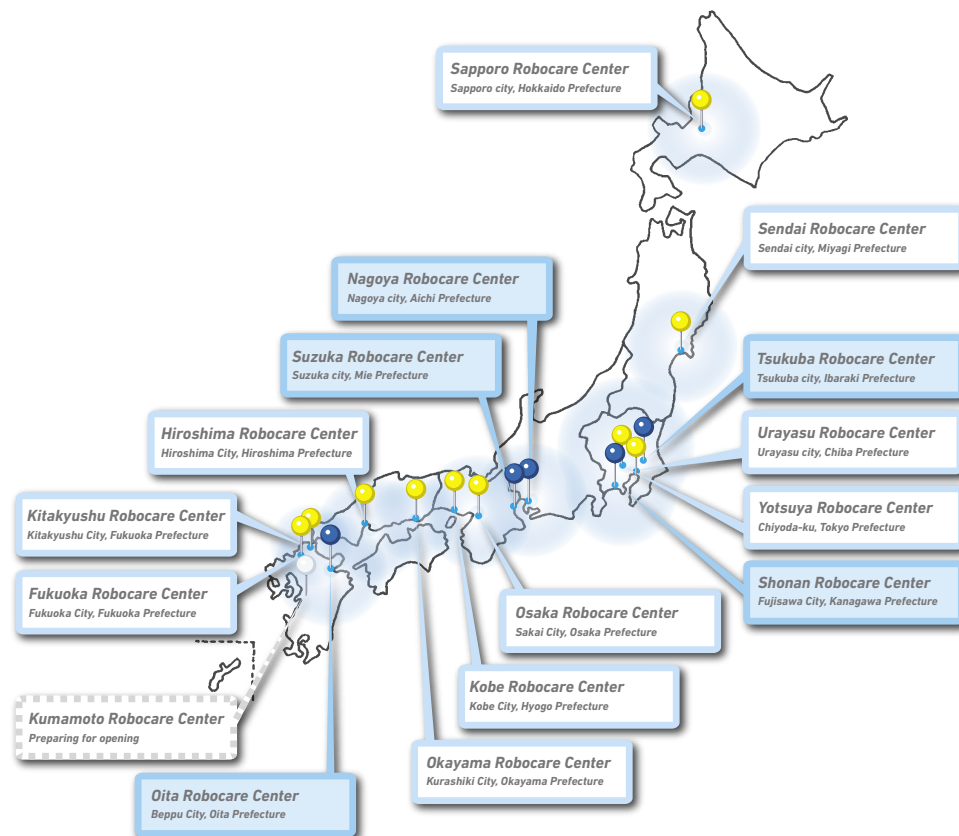 Sapporo Robocare Center
Sapporo city, Hokkaido Prefecture
Sendai Robocare Center
Sendai city, Miyagi Prefecture
Nagoya Robocare Center
Nagoya city, Aichi Prefecture
Suzuka Robocare Center
Suzuka city, Mie Prefecture
Tsukuba Robocare Center
Tsukuba city, Ibaraki Prefecture
Hiroshima Robocare Center
Hiroshima City, Hiroshima Prefecture
Urayasu Robocare Center
Urayasu city, Chiba Prefecture
Kitakyushu Robocare Center
Kitakyushu City, Fukuoka Prefecture
Yotsuya Robocare Center
Chiyoda-ku, Tokyo Prefecture
Fukuoka Robocare Center
Fukuoka City, Fukuoka Prefecture
Shonan Robocare Center
Fujisawa City, Kanagawa Prefecture
Osaka Robocare Center
Sakai City, Osaka Prefecture
Kobe Robocare Center
Kobe City, Hyogo Prefecture
Kumamoto Robocare Center
Preparing for opening
Okayama Robocare Center
Kurashiki City, Okayama Prefecture
Oita Robocare Center
Beppu City, Oita Prefecture